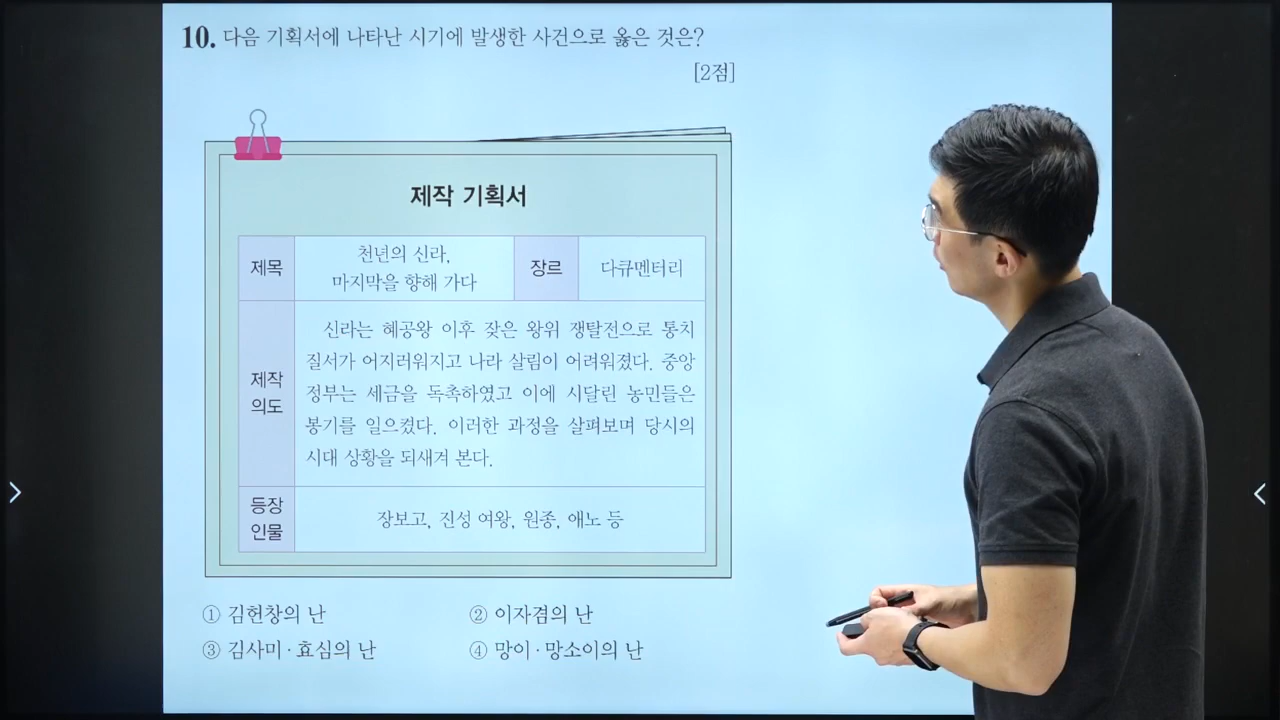 10. 다음 기획서에 나타난 시기에 발생한 사건으로 옳은 것은?
[2점]
제작 기획서
제목
천년의 신라,
마지막을 향해 가다
장르
다큐멘터리
제작
의도
신라는 혜공왕 이후 잦은 왕위 쟁탈전으로 통치
질서가 어지러워지고 나라 살림이 어려워졌다. 중앙
정부는 세금을 독촉하였고 이에 시달린 농민들은
봉기를 일으켰다. 이러한 과정을 살펴보며 당시의
시대 상황을 되새겨 본다.
등장
인물
장보고, 진성 여왕, 원종, 애노 등
① 김헌창의 난
② 이자겸의 난
③ 김사미·효심의 난
④ 망이·망소이의 난